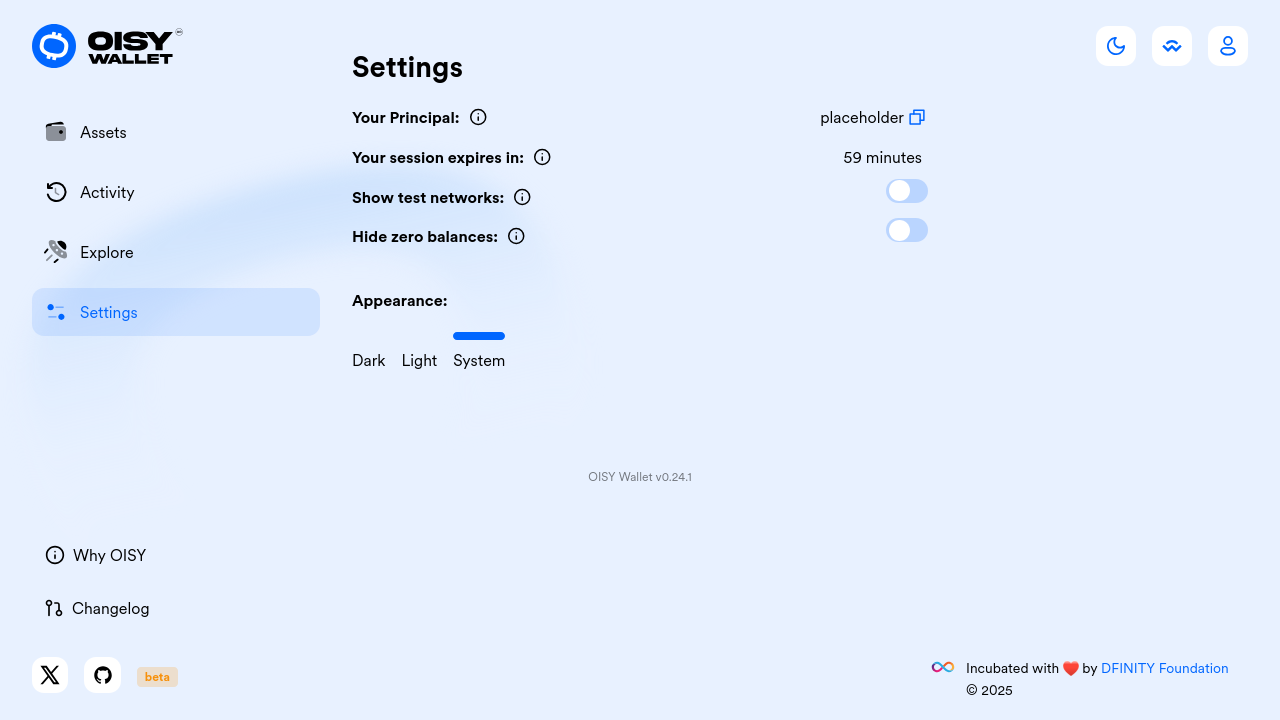 OISY
WALLET
Assets
Activity
Explore
Settings
Settings
Your Principal:
placeholder
Your session expires in:
59 minutes
Show test networks:
Hide zero balances:
Appearance:
Dark
Light
System
OISY Wallet v0.24.1
Why OISY
Changelog
beta
Incubated with ❤️ by DFINITY Foundation
© 2025